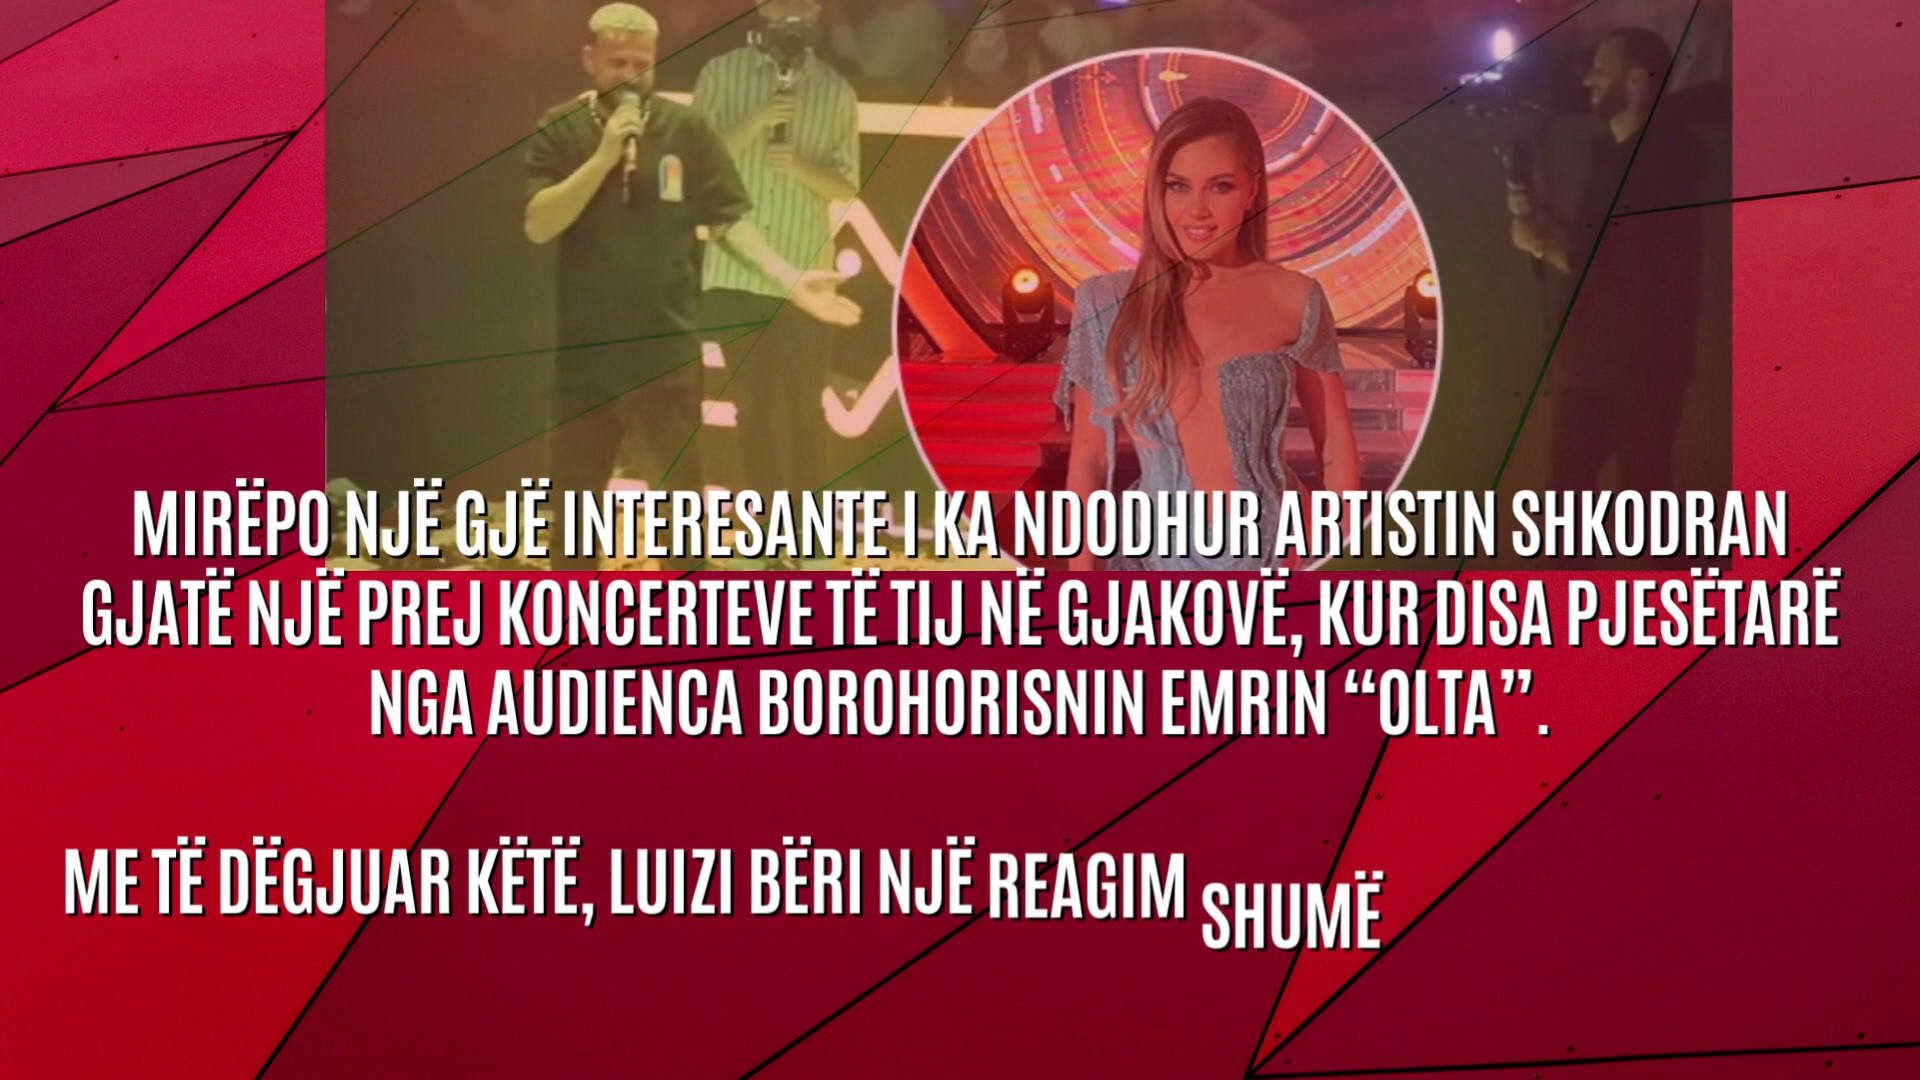 MIRËPO NJË GJË INTERESANTE I KA NDODHUR ARTISTIN SHKODRAN
GJATË NJË PREJ KONCERTEVE TË TIJ NË GJAKOVË, KUR DISA PJESËTARË
NGA AUDIENCA BOROHORISNIN EMRIN “OLTA”.
ME TË DËGJUAR KËTË, LUIZI BËRI NJË REAGIM SHUMË